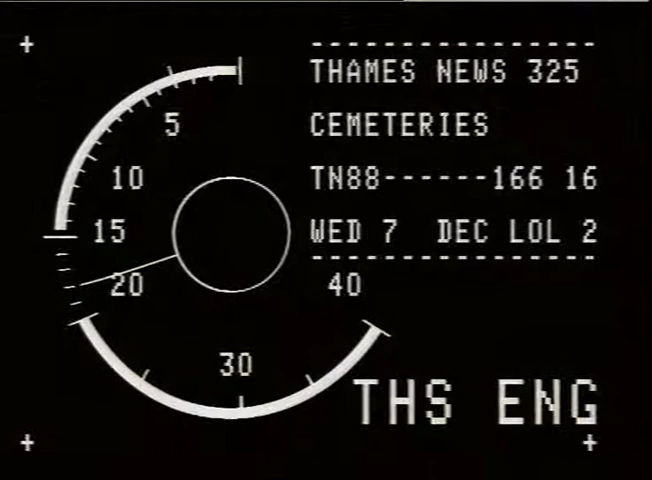 THAMES NEWS 325
CEMETERIES
TN88------166 16
WED 7 DEC LOL 2
5
10
15
20
30
40
THS ENG